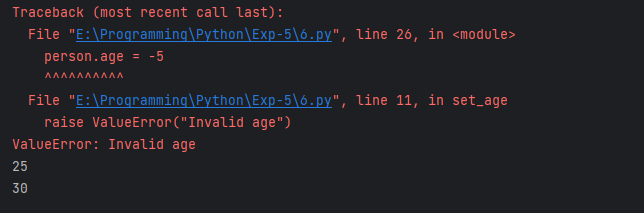 Traceback (most recent call last):
  File "E:\Programming\Python\Exp-5\6.py", line 26, in <module>
    person.age = -5
    ^^^^^^^^^^
  File "E:\Programming\Python\Exp-5\6.py", line 11, in set_age
    raise ValueError("Invalid age")
ValueError: Invalid age
25
30